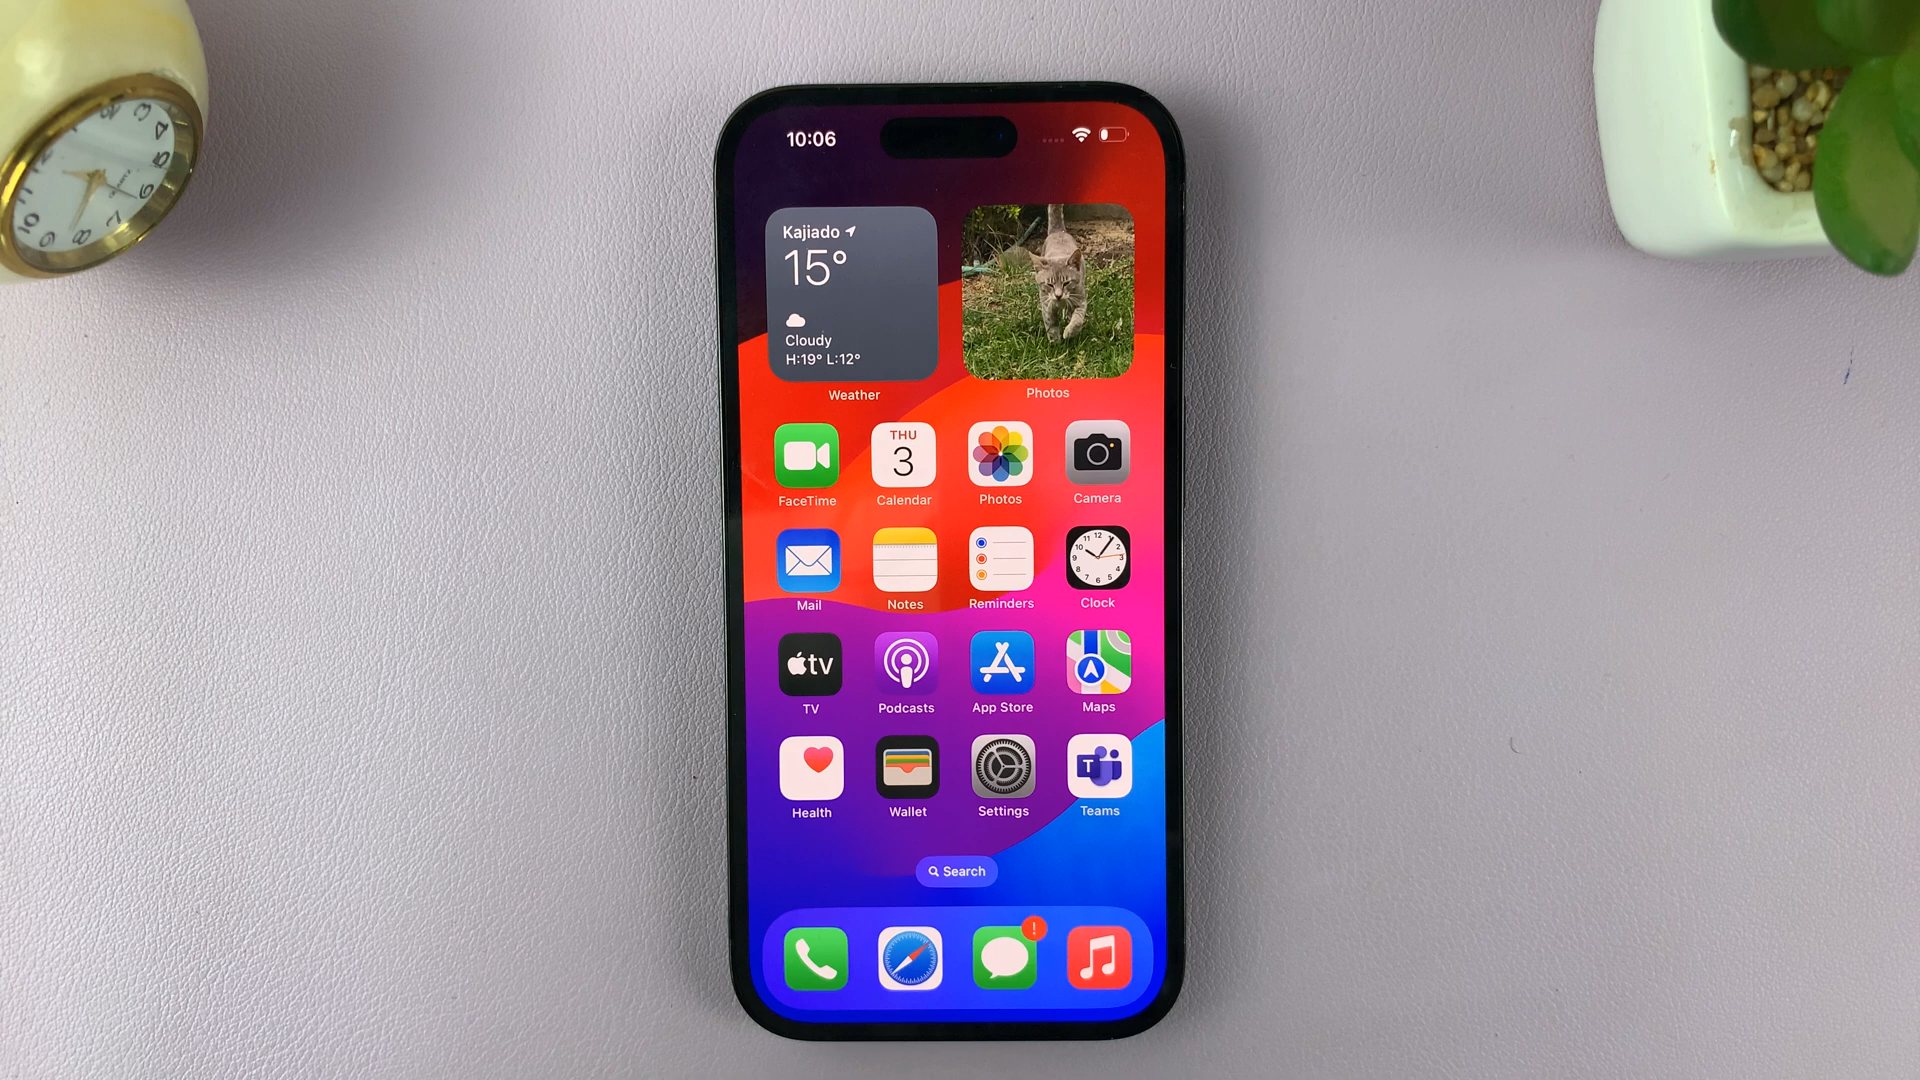 10:06
Kajiado
15°
Cloudy
H:19° L:12°
Weather
Photos
THU
3
FaceTime
Calendar
Photos
Camera
Mail
Notes
Reminders
Clock
tv
TV
Podcasts
App Store
Maps
T
Health
Wallet
Settings
Teams
Search
!